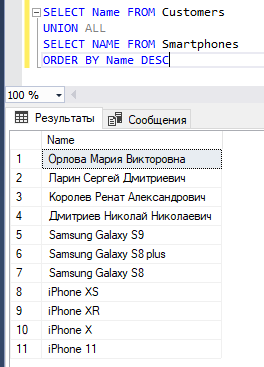 SELECT Name FROM Customers
UNION ALL
SELECT NAME FROM Smartphones
ORDER BY Name DESC
100 %
Результаты Сообщения
Name
1 Орлова Мария Викторовна
2 Ларин Сергей Дмитриевич
3 Королев Ренат Александрович
4 Дмитриев Николай Николаевич
5 Samsung Galaxy S9
6 Samsung Galaxy S8 plus
7 Samsung Galaxy S8
8 iPhone XS
9 iPhone XR
10 iPhone X
11 iPhone 11